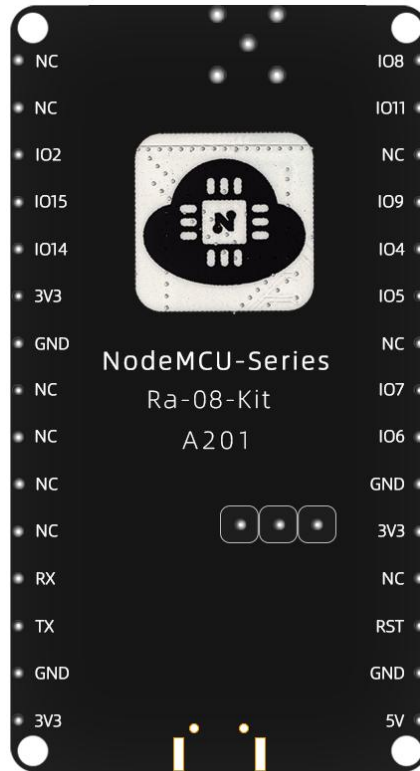 NC
NC
IO2
IO15
IO14
3V3
GND
NC
NC
NC
NC
RX
TX
GND
3V3
NodeMCU-Series
Ra-08-Kit
A201
IO8
IO11
NC
IO9
IO4
IO5
NC
IO7
IO6
GND
3V3
NC
RST
GND
5V